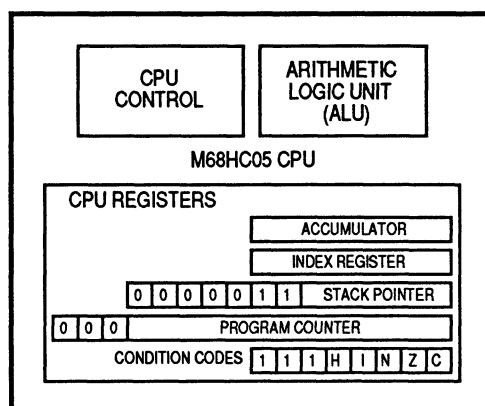 CPU
CONTROL
ARITHMETIC
LOGIC UNIT
(ALU)
M68HC05 CPU
CPU REGISTERS
ACCUMULATOR
INDEX REGISTER
0 0 0 0 0 1 1 STACK POINTER
0 0 0 PROGRAM COUNTER
CONDITION CODES 1 1 1 H I N Z C